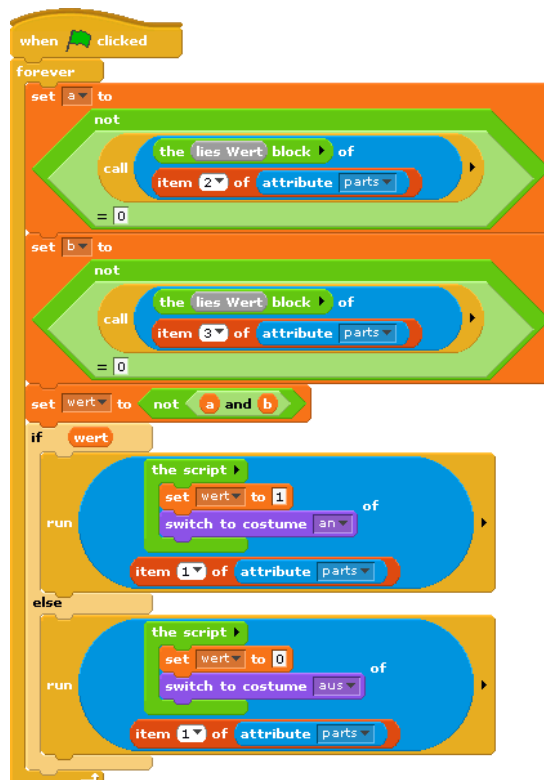 when clicked
forever
set a to
not
the lies Wert block of
call
item 2 of attribute parts
= 0
set b to
not
the lies Wert block of
call
item 3 of attribute parts
= 0
set wert to not a and b
if wert
the script
set wert to 1
of
run switch to costume an
item 1 of attribute parts
else
the script
set wert to 0
of
run switch to costume aus
item 1 of attribute parts